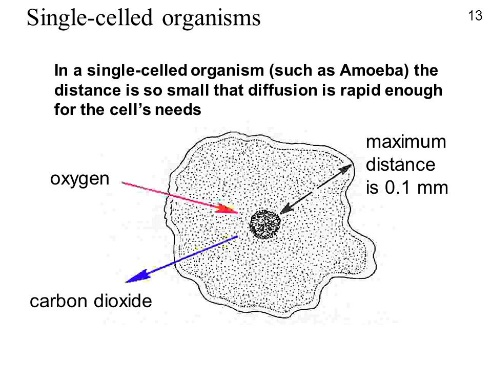 Single-celled organisms
13
In a single-celled organism (such as Amoeba) the
distance is so small that diffusion is rapid enough
for the cell’s needs
maximum
distance
is 0.1 mm
oxygen
carbon dioxide